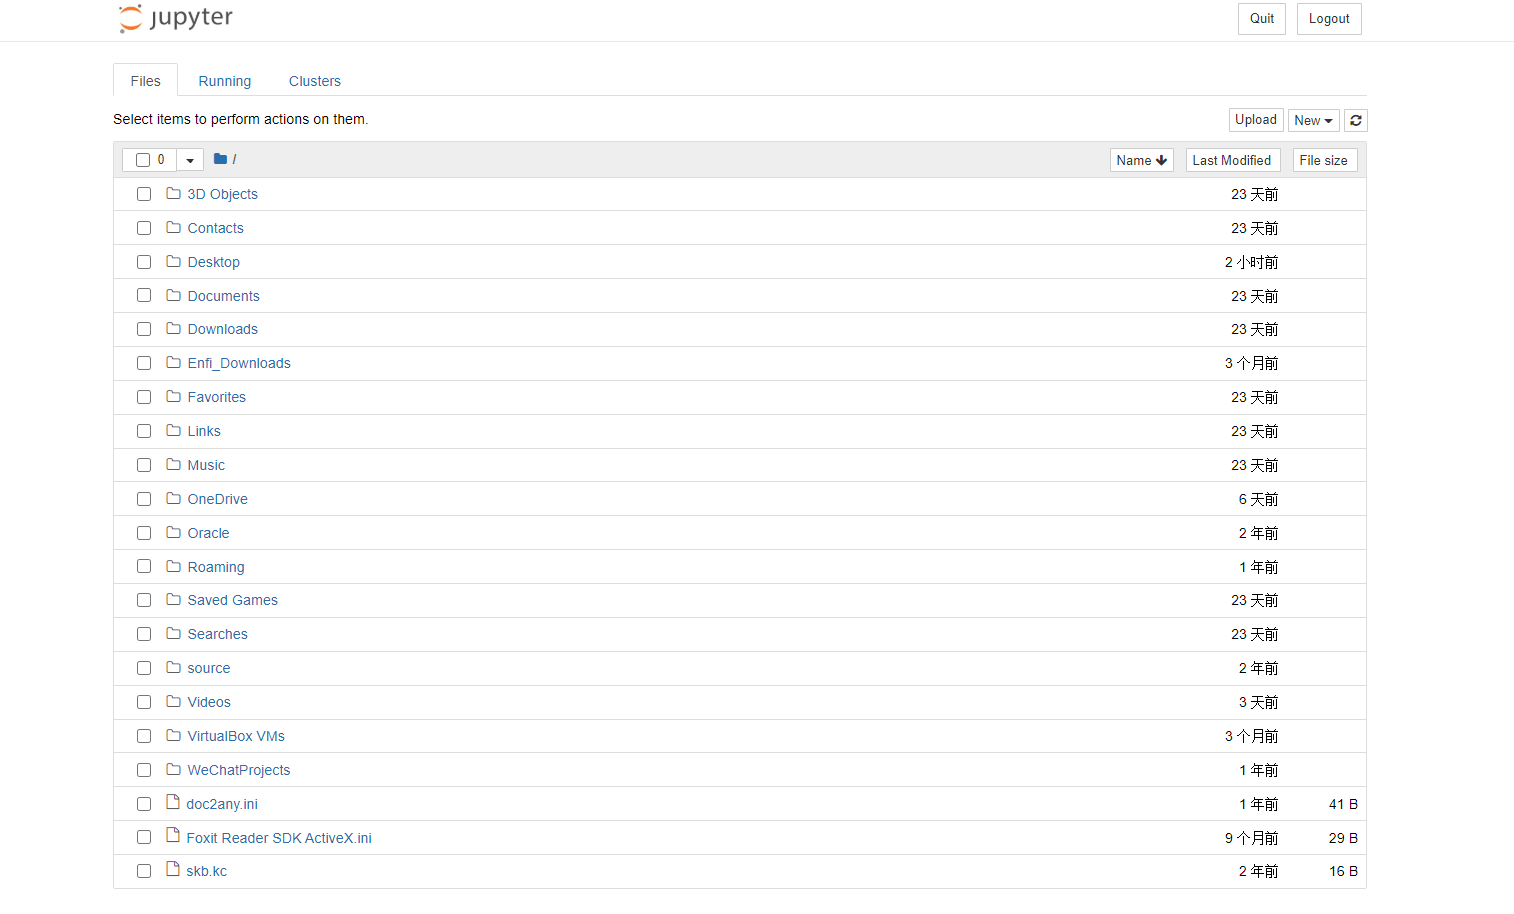 jupyter
Quit Logout
Files Running Clusters
Select items to perform actions on them.
Upload New
0 / Name Last Modified File size
3D Objects 23 天前
Contacts 23 天前
Desktop 2 小时前
Documents 23 天前
Downloads 23 天前
Enfi_Downloads 3 个月前
Favorites 23 天前
Links 23 天前
Music 23 天前
OneDrive 6 天前
Oracle 2 年前
Roaming 1 年前
Saved Games 23 天前
Searches 23 天前
source 2 年前
Videos 3 天前
VirtualBox VMs 3 个月前
WeChatProjects 1 年前
doc2any.ini 1 年前 41 B
Foxit Reader SDK ActiveX.ini 9 个月前 29 B
skb.kc 2 年前 16 B